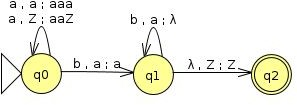 a , a ; aaa
a , Z ; aaZ
b , a ; λ
b , a ; a
λ , Z ; Z
q0
q1
q2